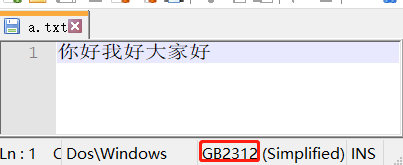 a.txt
1 你好我好大家好
Ln : 1 C Dos\Windows GB2312 (Simplified) INS